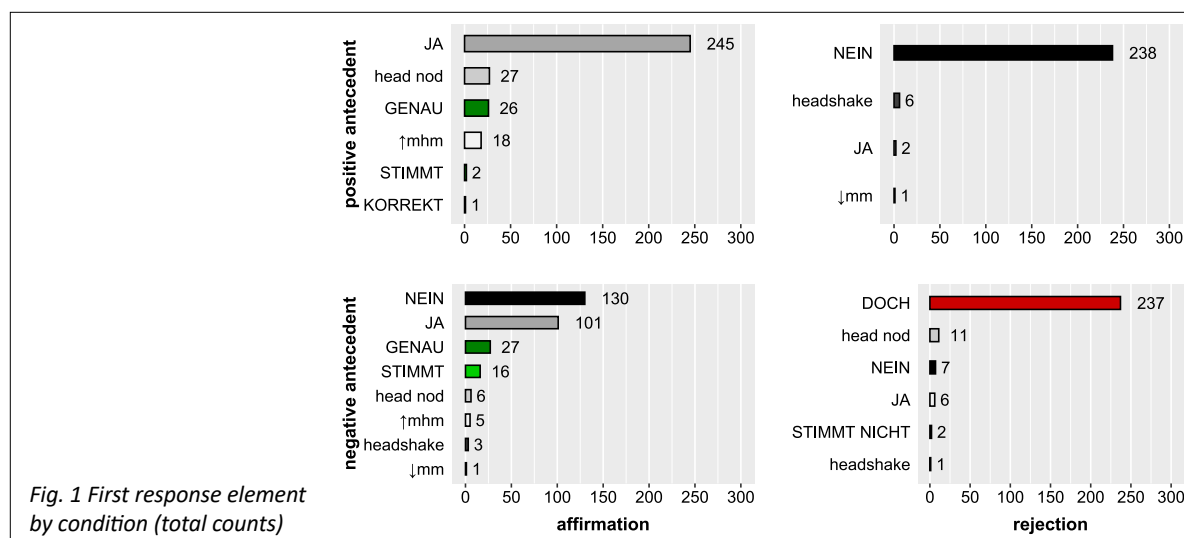 positive antecedent
JA 245
head nod 27
GENAU 26
↑mhm 18
STIMMT 2
KORREKT 1
0 50 100 150 200 250 300
NEIN 238
headshake 6
JA 2
↓mm 1
0 50 100 150 200 250 300
negative antecedent
NEIN 130
JA 101
GENAU 27
STIMMT 16
head nod 6
↑mhm 5
headshake 3
↓mm 1
0 50 100 150 200 250 300
affirmation
DOCH 237
head nod 11
NEIN 7
JA 6
STIMMT NICHT 2
headshake 1
0 50 100 150 200 250 300
rejection
Fig. 1 First response element
by condition (total counts)